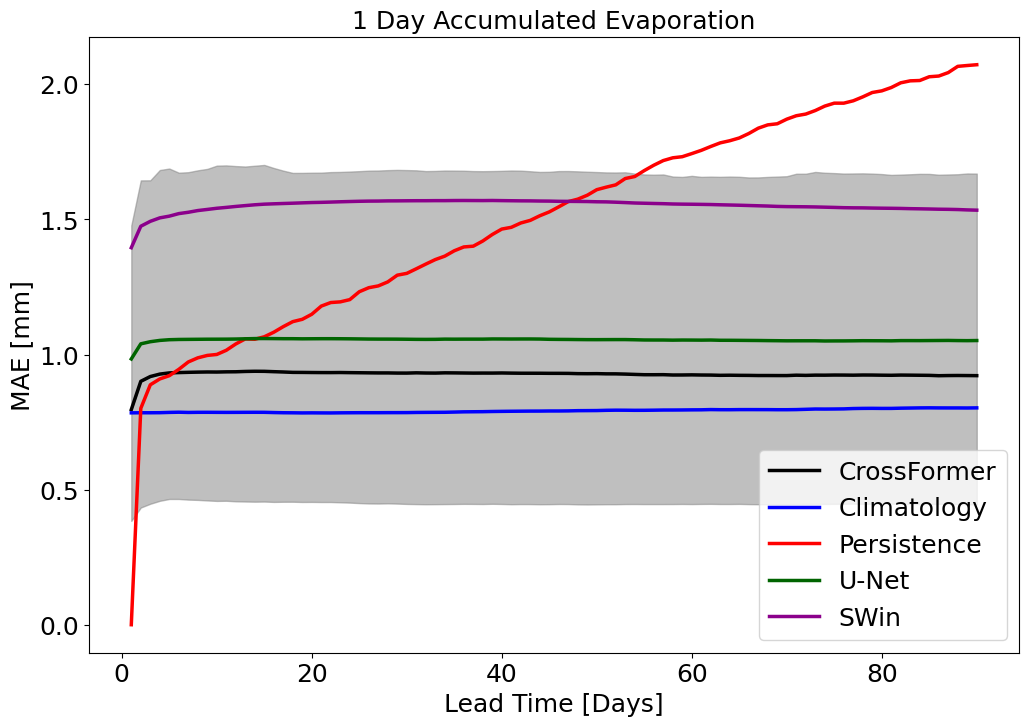 1 Day Accumulated Evaporation
MAE [mm]
2.0
1.5
1.0
0.5
0.0
CrossFormer
Climatology
Persistence
U-Net
SWin
0 20 40 60 80
Lead Time [Days]